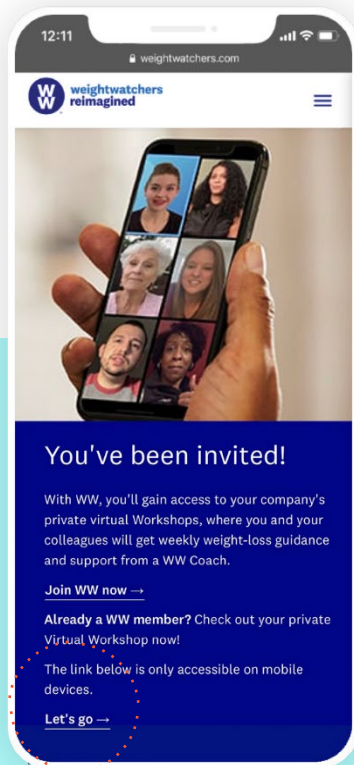 12:11
weightwatchers.com
WW
weightwatchers
reimagined
You've been invited!
With WW, you'll gain access to your company's
private virtual Workshops, where you and your
colleagues will get weekly weight-loss guidance
and support from a WW Coach.
Join WW now →
Already a WW member? Check out your private
Virtual Workshop now!
The link below is only accessible on mobile
devices.
Let's go →